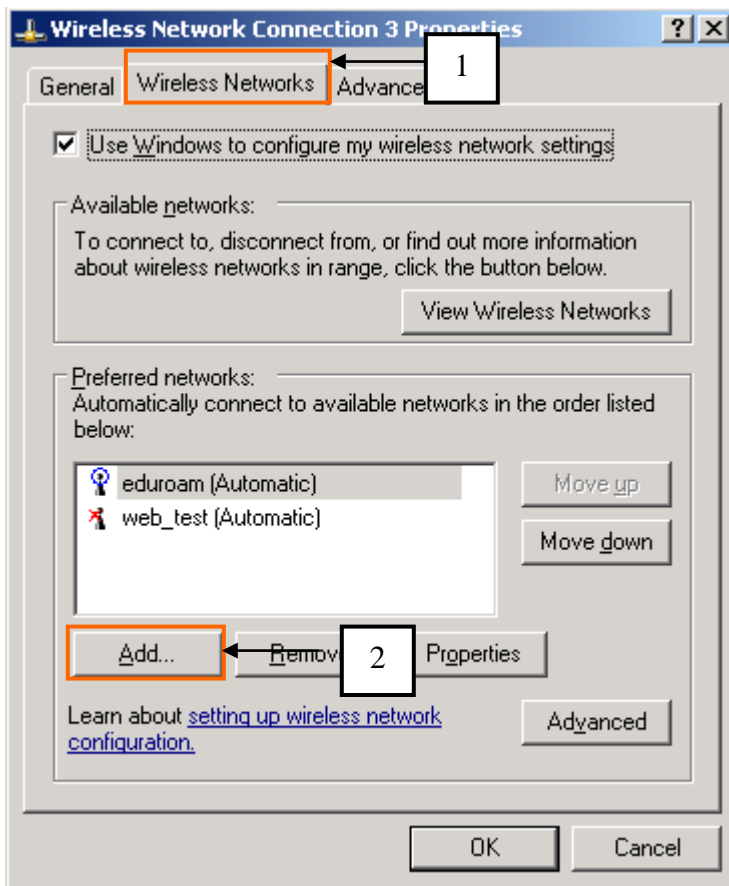 Wireless Network Connection 3 Properties
1
General Wireless Networks Advance
Use Windows to configure my wireless network settings
Available networks:
To connect to, disconnect from, or find out more information
about wireless networks in range, click the button below.
View Wireless Networks
Preferred networks:
Automatically connect to available networks in the order listed
below:
eduroam (Automatic)
Move up
web_test (Automatic)
Move down
Add... Remov 2 Properties
Learn about setting up wireless network
configuration.
Advanced
OK Cancel